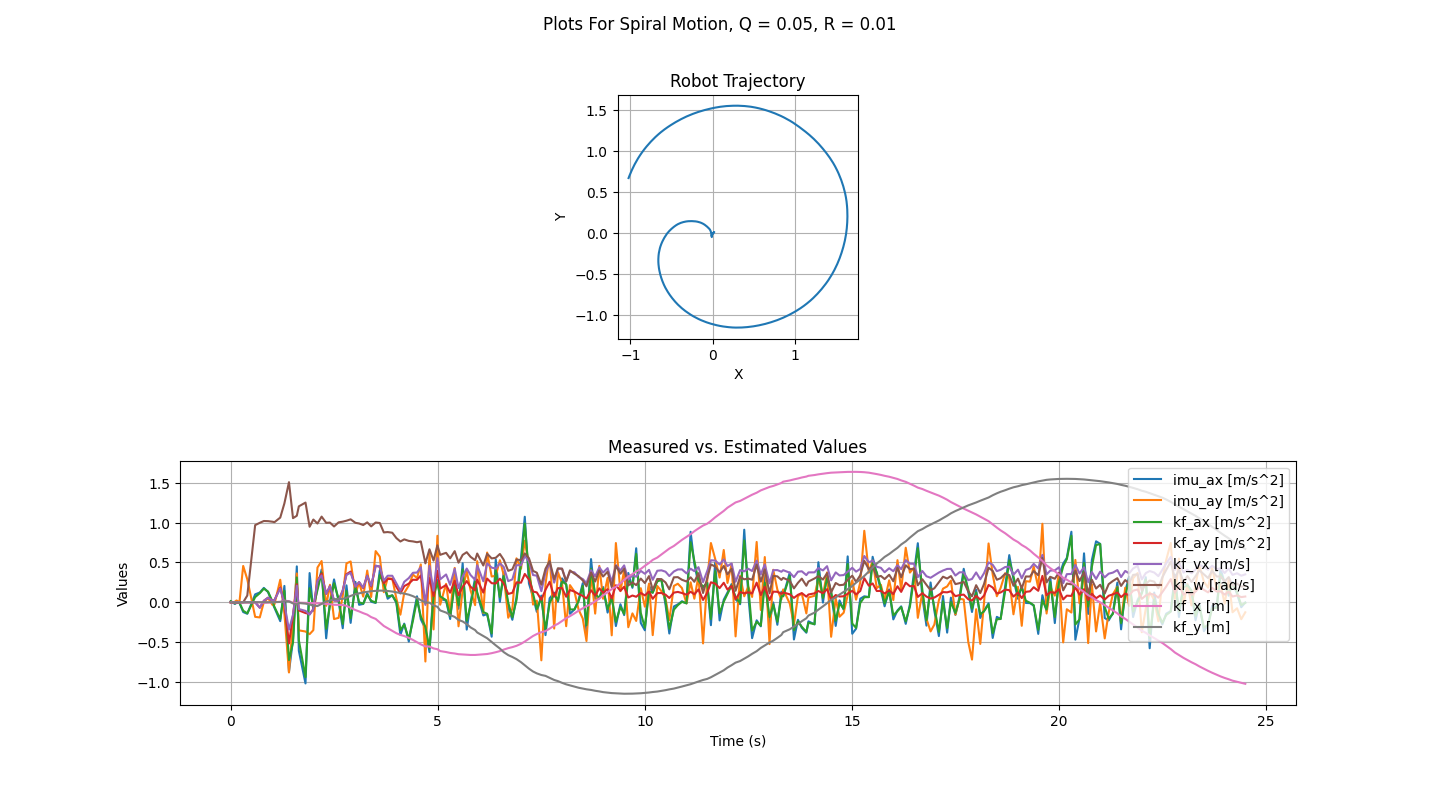 Plots For Spiral Motion, Q = 0.05, R = 0.01
Robot Trajectory
1.5
1.0
0.5
0.0
−0.5
−1.0
Y
−1
0
1
X
Measured vs. Estimated Values
1.5
1.0
0.5
0.0
−0.5
−1.0
Values
imu_ax [m/s^2]
imu_ay [m/s^2]
kf_ax [m/s^2]
kf_ay [m/s^2]
kf_vx [m/s]
kf_w [rad/s]
kf_x [m]
kf_y [m]
0
5
10
15
20
25
Time (s)